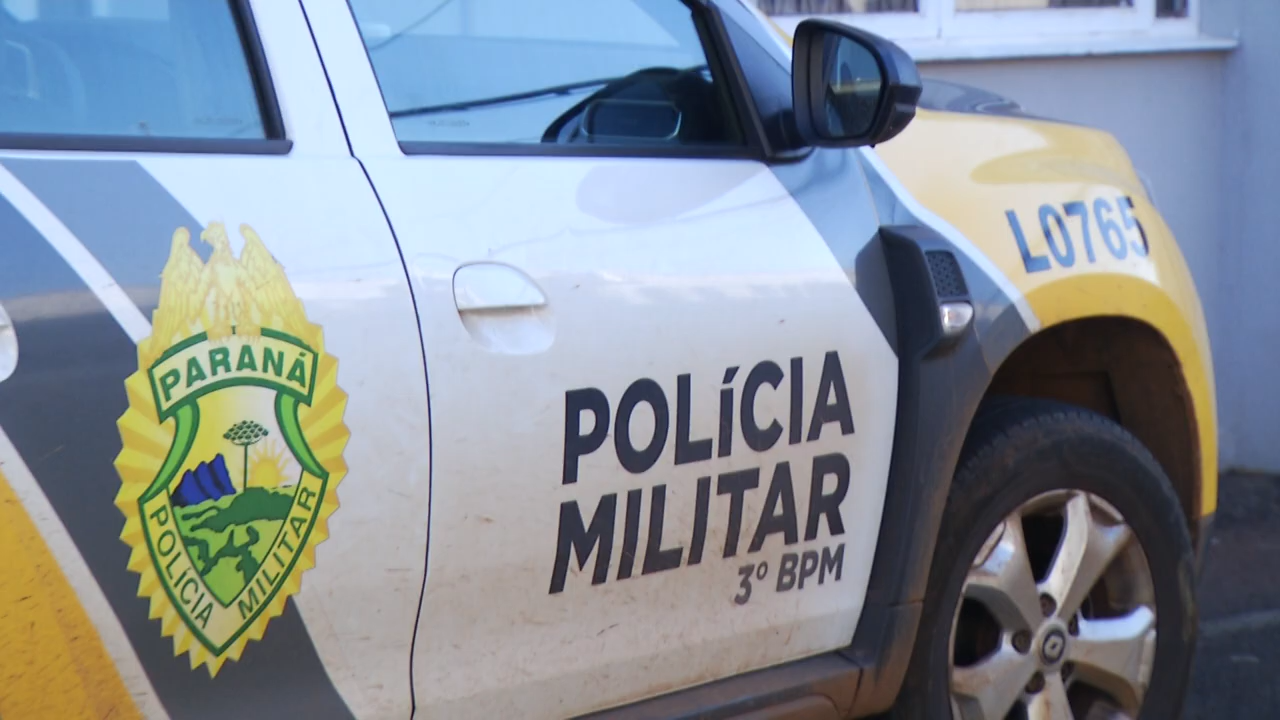 PARANÁ
POLÍCIA MILITAR
POLÍCIA
MILITAR
3º BPM
L0765